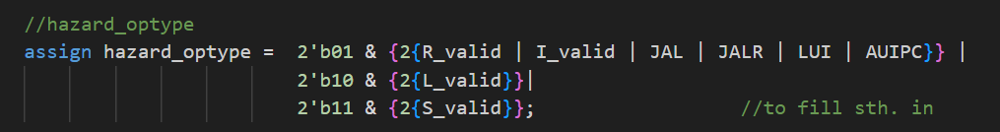 //hazard_optype
assign hazard_optype =  2'b01 & {2{R_valid | I_valid | JAL | JALR | LUI | AUIPC}} |
2'b10 & {2{L_valid}}|
2'b11 & {2{S_valid}};                    //to fill sth. in